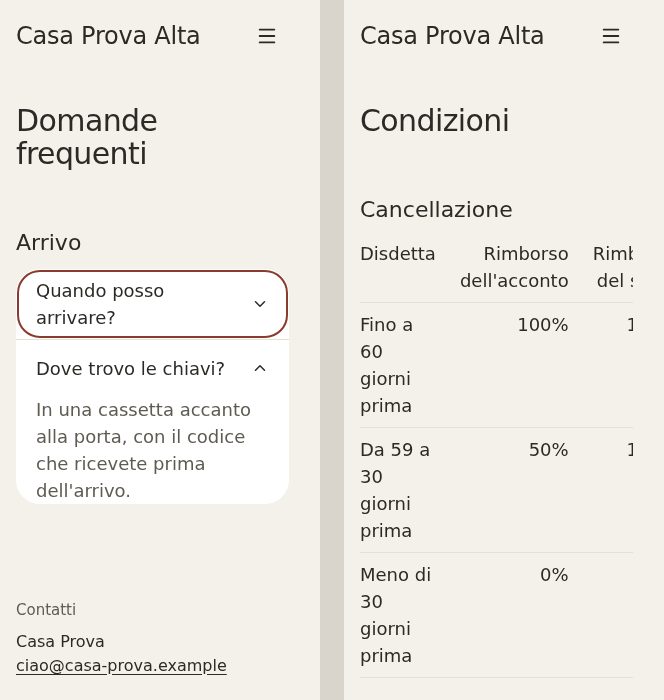 Casa Prova Alta
Domande
frequenti
Arrivo
Quando posso
arrivare?
Dove trovo le chiavi?
In una cassetta accanto
alla porta, con il codice
che ricevete prima
dell'arrivo.
Contatti
Casa Prova
ciao@casa-prova.example
Casa Prova Alta
Condizioni
Cancellazione
Disdetta Rimborso
dell'acconto
Fino a 100%
60
giorni
prima
Da 59 a 50%
30
giorni
prima
Meno di 0%
30
giorni
prima